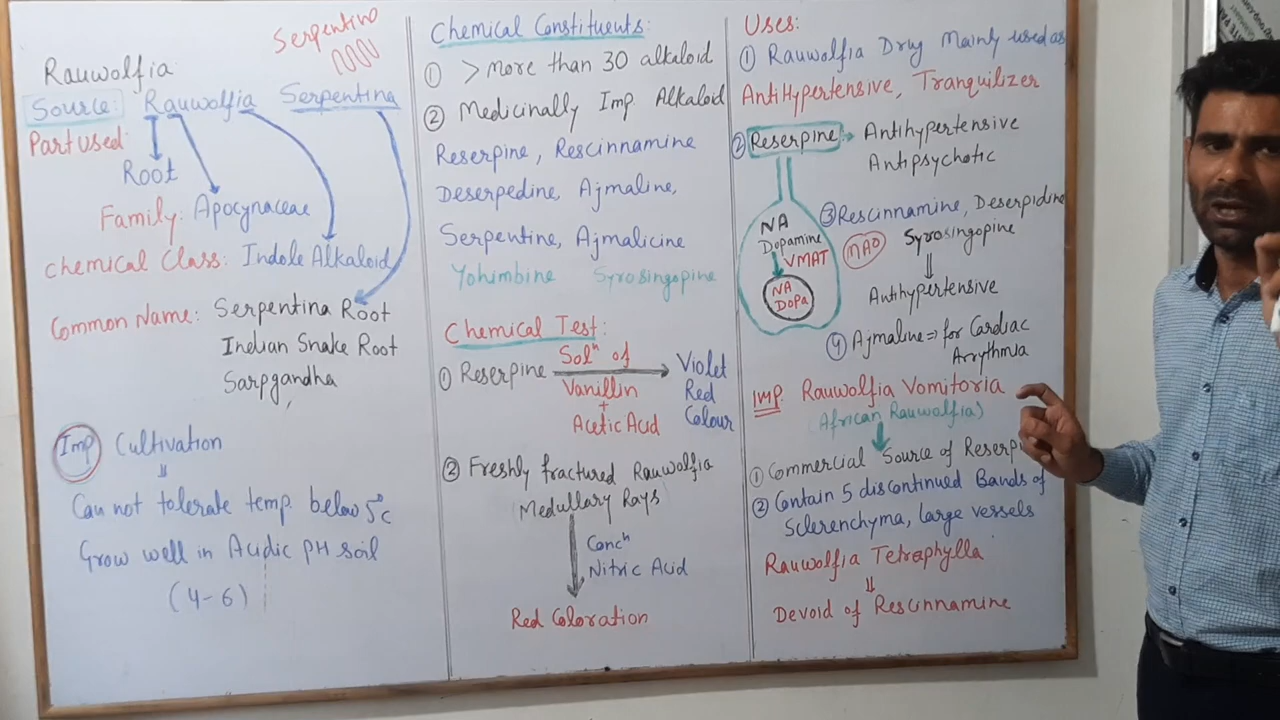 Serpentino
Rauwolfia
Source: Rauwolfia Serpentina
Part Used
Root
Family: Apocynaceae
Chemical Class: Indole Alkaloid
Common Name: Serpentina Root
Indian Snake Root
Sarpgandha
Imp Cultivation
Can not tolerate temp. below 5°c
Grow well in Acidic PH soil
(4-6)
Chemical Constituents:
① > More than 30 alkaloid
② Medicinally Imp. Alkaloid
Reserpine, Rescinnamine
Deserpedine, Ajmaline,
Serpentine, Ajmalicine
Yohimbine Syrosingopine
Chemical Test:
① Reserpine Solⁿ of Vanillin + Acetic Acid Violet Red Colour
② Freshly fractured Rauwolfia
Medullary Rays
Concⁿ
Nitric Acid
Red Coloration
Uses:
① Rauwolfia Drug Mainly used as
AntiHypertensive, Tranquilizer
② Reserpine Antihypertensive
Antipsychotic
NA
Dopamine
VMAT
NA
Dopa
MAO
③ Rescinnamine, Deserpidine
Syrosingopine
Antihypertensive
④ Ajmaline ⇒ for Cardiac
Arrythmia
IMP Rauwolfia Vomitoria
(African Rauwolfia)
① Commercial Source of
② Contain 5 discontinued Bands of
Sclerenchyma, large vessels
Rauwolfia Tetraphylla
Devoid of Rescinnamine